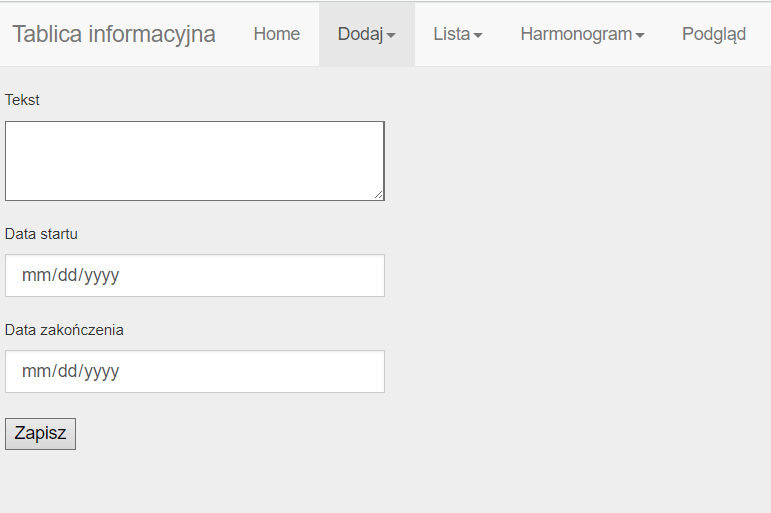 Tablica informacyjna Home Dodaj Lista Harmonogram Podgląd
Tekst
Data startu
mm/dd/yyyy
Data zakończenia
mm/dd/yyyy
Zapisz